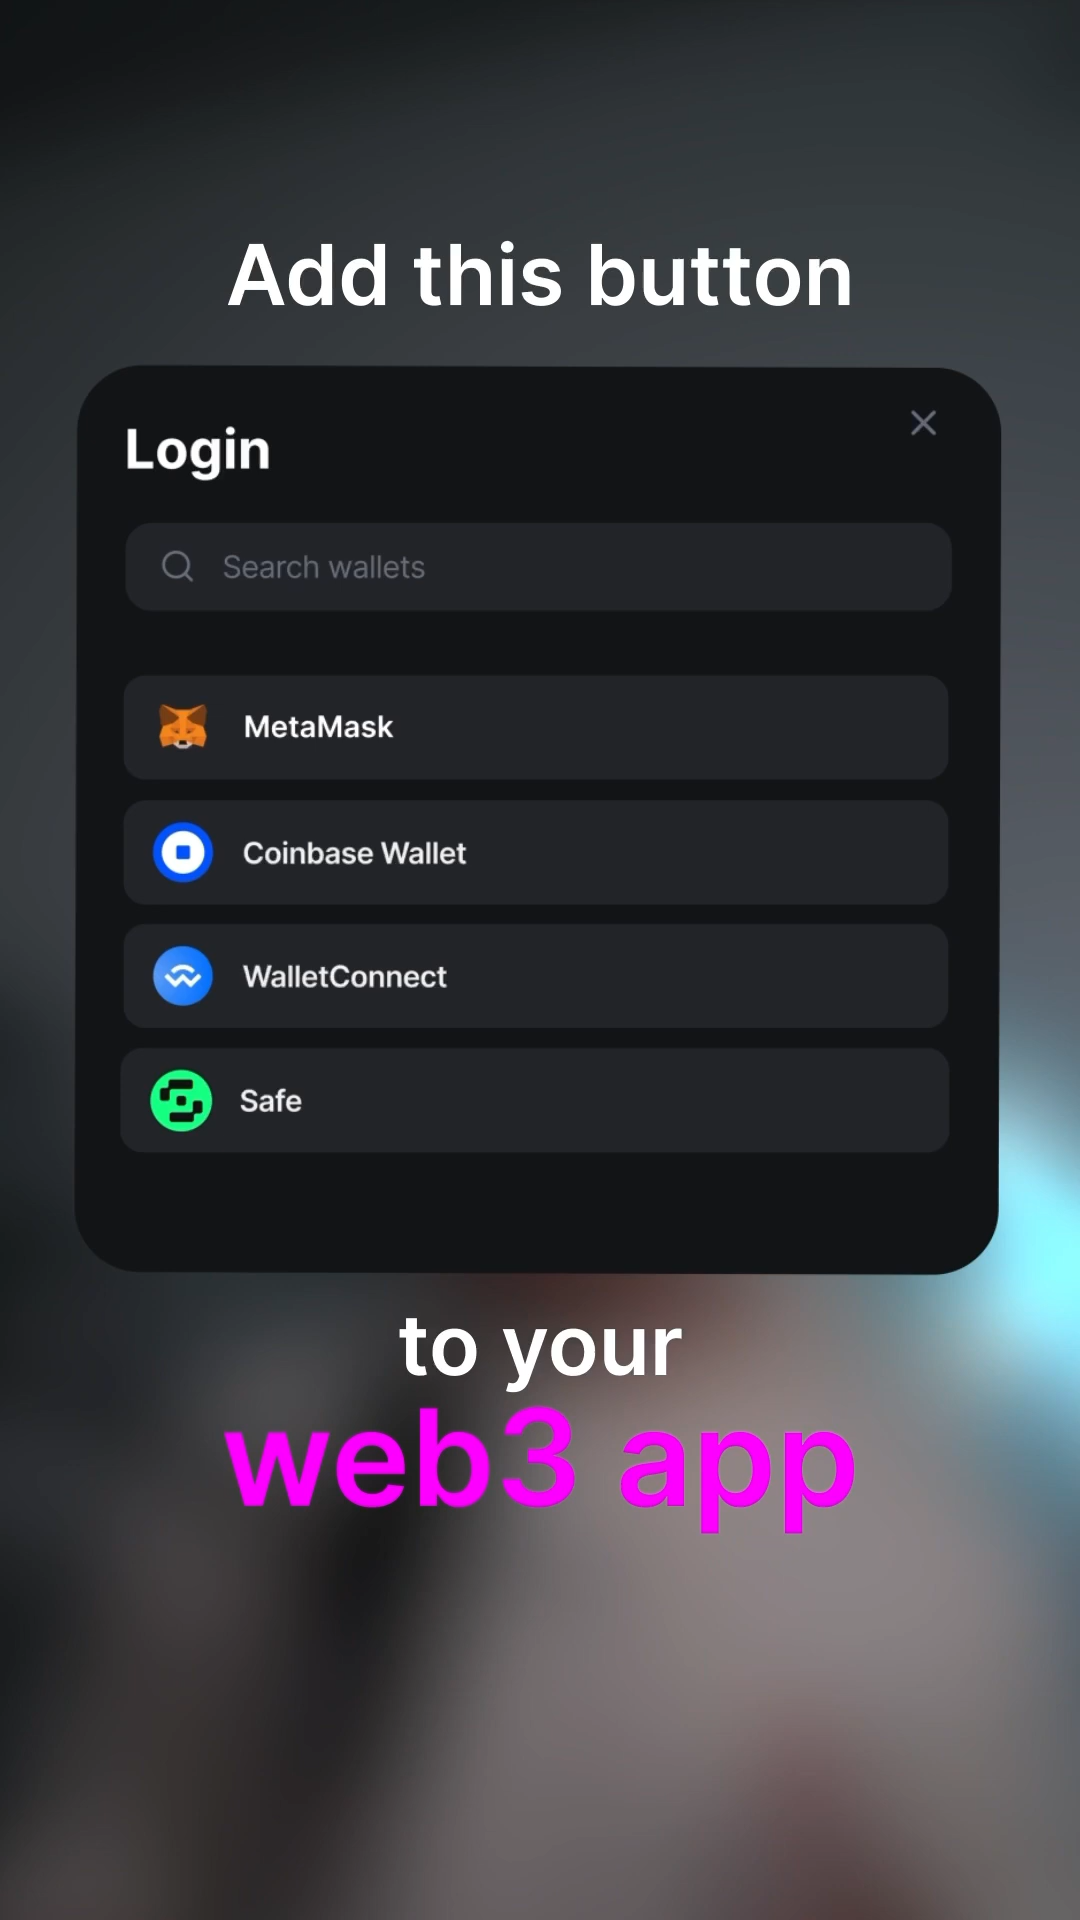 Add this button
Login
Search wallets
MetaMask
Coinbase Wallet
WalletConnect
Safe
to your
web3 app